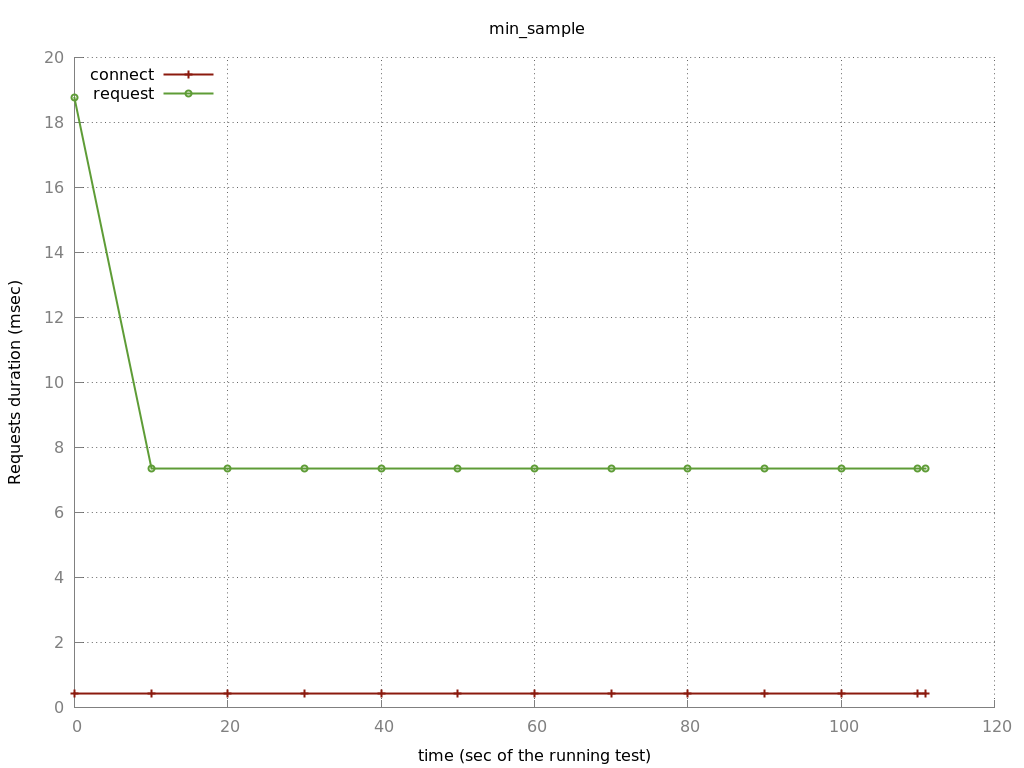 min_sample
connect
request
20
18
16
14
12
10
8
6
4
2
0
Requests duration (msec)
0 20 40 60 80 100 120
time (sec of the running test)